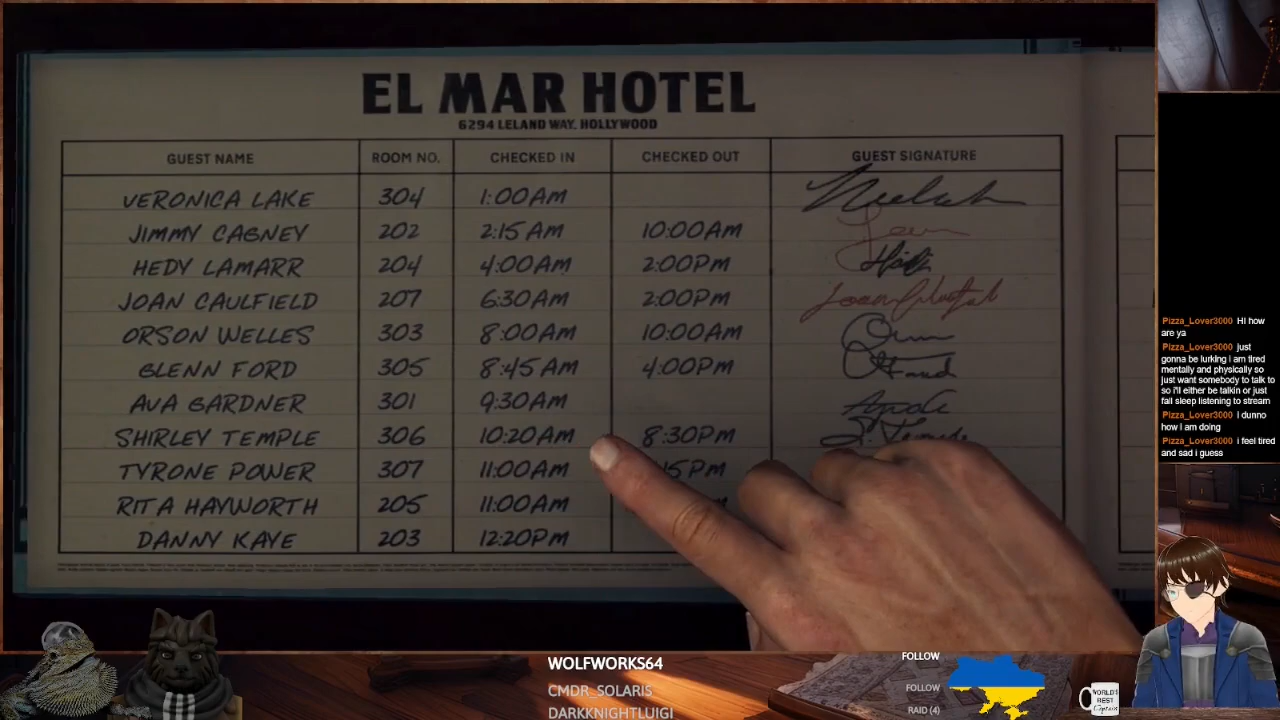 EL MAR HOTEL
6294 LELAND WAY, HOLLYWOOD
GUEST NAME ROOM NO. CHECKED IN CHECKED OUT GUEST SIGNATURE
VERONICA LAKE 304 1:00AM
JIMMY CAGNEY 202 2:15AM 10:00AM
HEDY LAMARR 204 4:00AM 2:00PM
JOAN CAULFIELD 207 6:30AM 2:00PM
ORSON WELLES 303 8:00AM 10:00AM
GLENN FORD 305 8:45AM 4:00PM
AVA GARDNER 301 9:30AM
SHIRLEY TEMPLE 306 10:20AM 8:30PM
TYRONE POWER 307 11:00AM 15PM
RITA HAYWORTH 205 11:00AM
DANNY KAYE 203 12:20PM
Pizza_Lover3000 HI how
are ya
Pizza_Lover3000 just
gonna be lurking i am tired
mentally and physically so
just want somebody to talk to
so i'll either be talkin or just
fall sleep listening to stream
Pizza_Lover3000 I dunno
how I am doing
Pizza_Lover3000 i feel tired
and sad i guess
WOLFWORKS64
CMDR_SOLARIS
DARKKNIGHTLUIGI
FOLLOW
FOLLOW
RAID (4)
WORLD'S
BEST
Captain